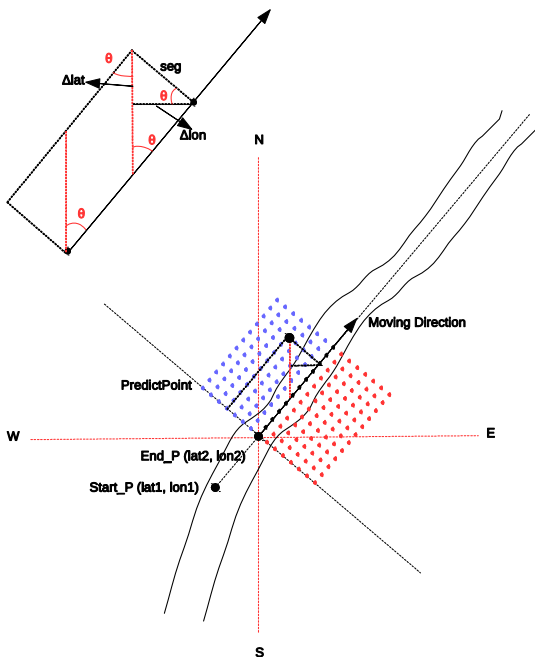 θ
seg
Δlat
θ
Δlon
θ
θ
N
Moving Direction
PredictPoint
W
E
End_P (lat2, lon2)
Start_P (lat1, lon1)
S